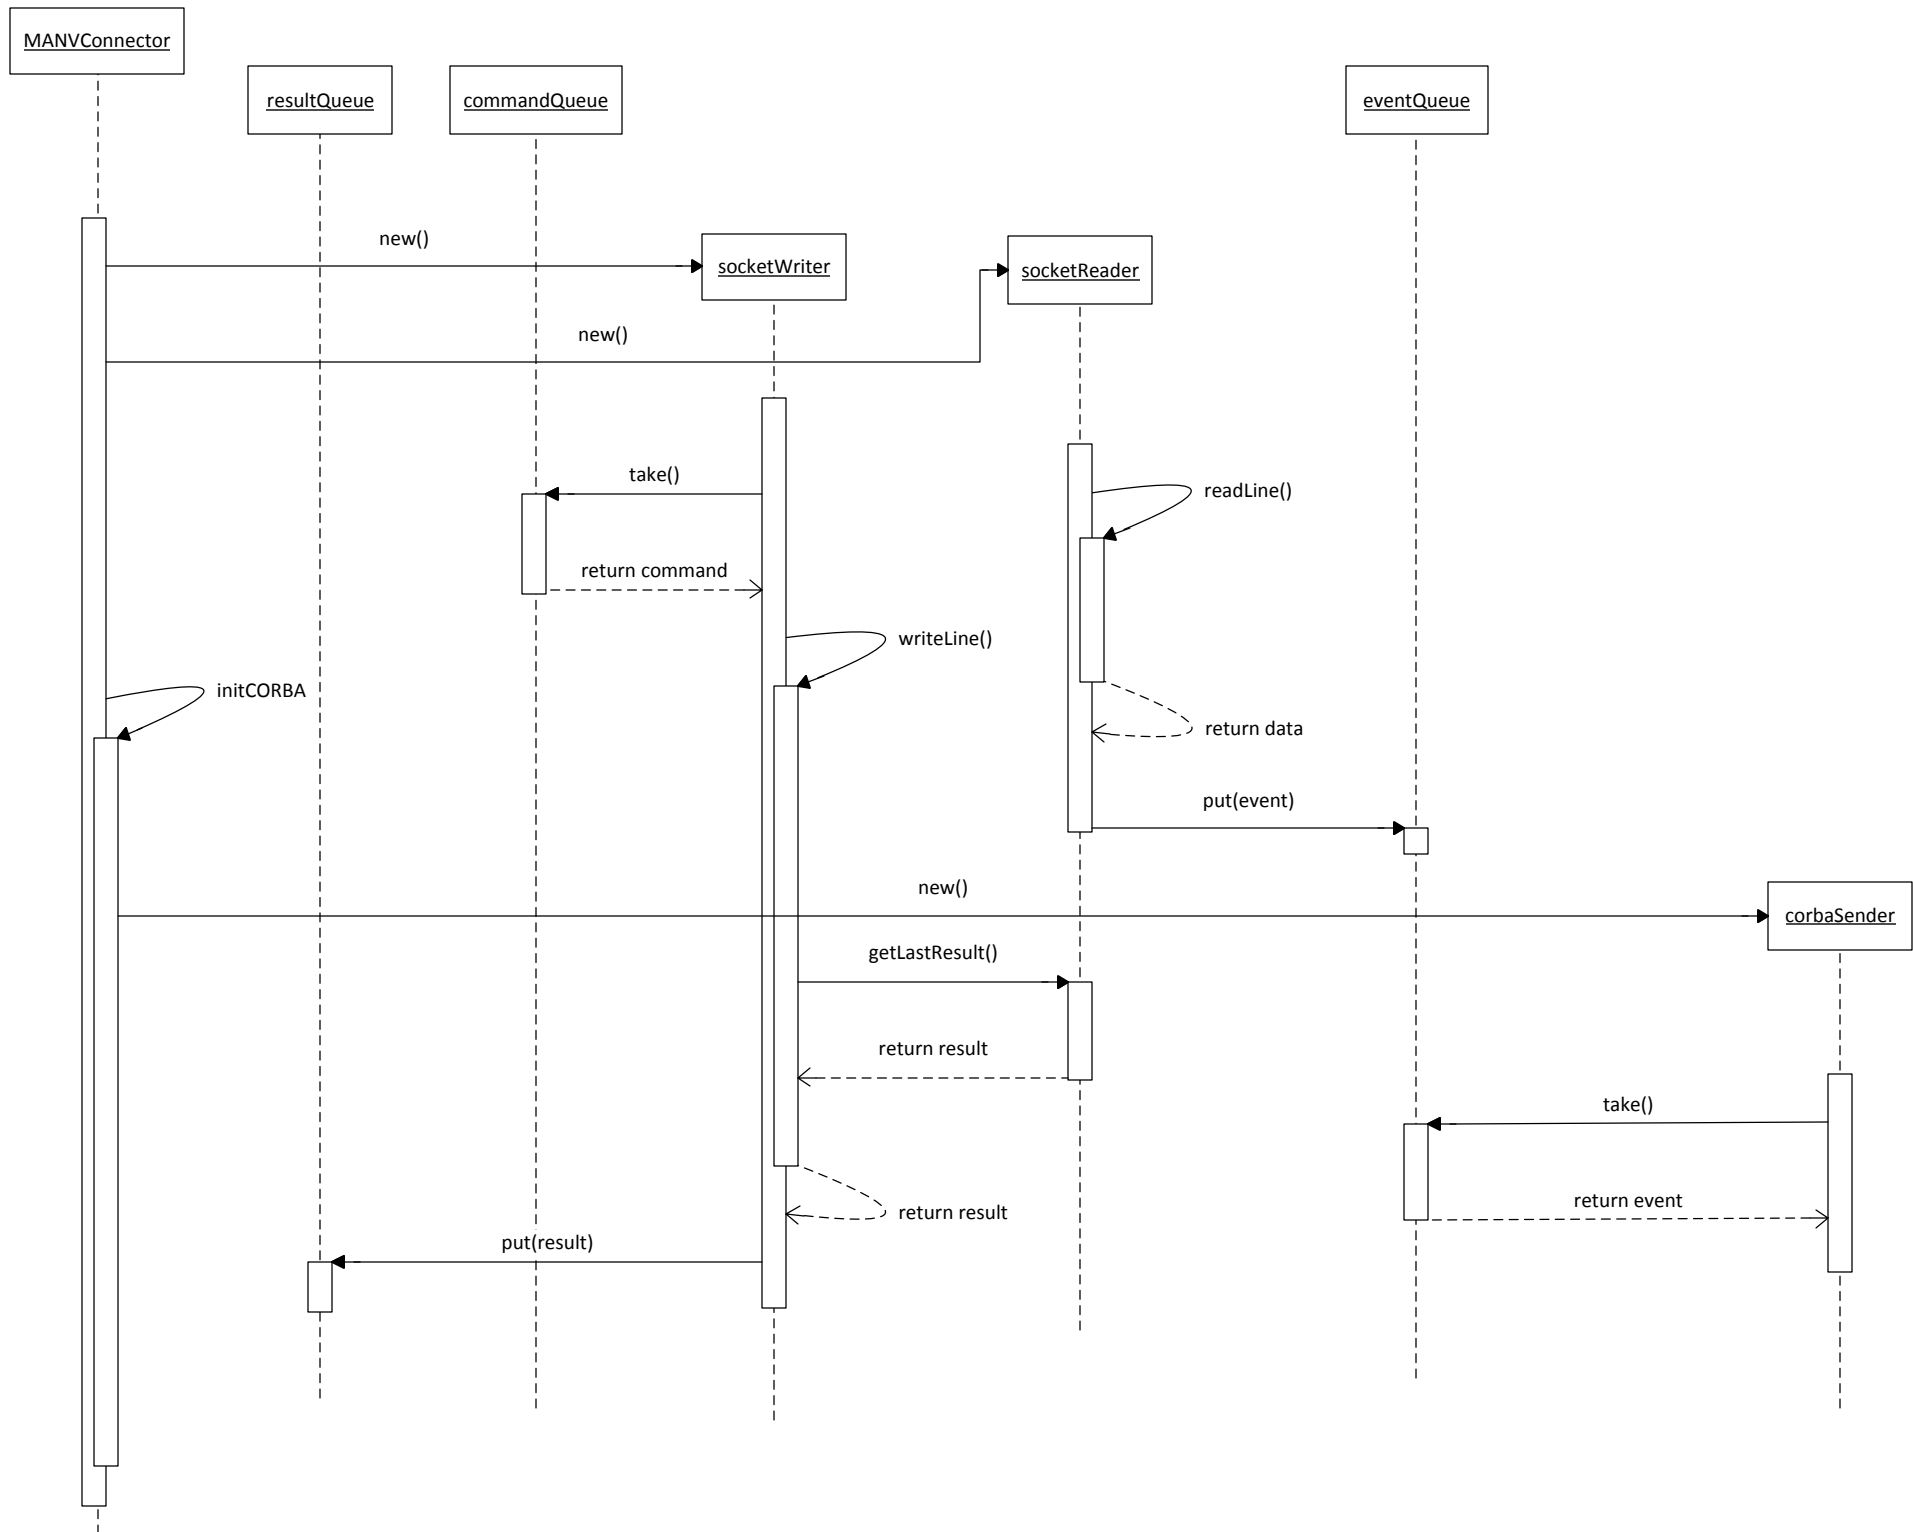 MANVConnector
resultQueue
commandQueue
eventQueue
new()
socketWriter
socketReader
new()
take()
readLine()
return command
writeLine()
initCORBA
return data
put(event)
new()
corbaSender
getLastResult()
return result
take()
return event
return result
put(result)